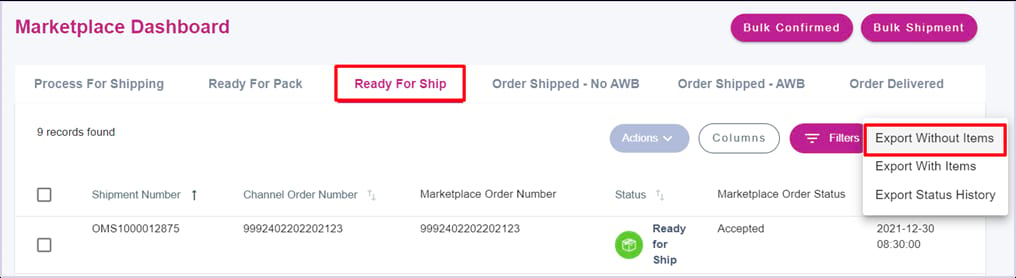 Marketplace Dashboard
Bulk Confirmed
Bulk Shipment
Process For Shipping
Ready For Pack
Ready For Ship
Order Shipped - No AWB
Order Shipped - AWB
Order Delivered
9 records found
Actions
Columns
Filters
Export Without Items
Export With Items
Export Status History
Shipment Number
Channel Order Number
Marketplace Order Number
Status
Marketplace Order Status
OMS1000012875
9992402202202123
9992402202202123
Ready
for
Ship
Accepted
2021-12-30
08:30:00